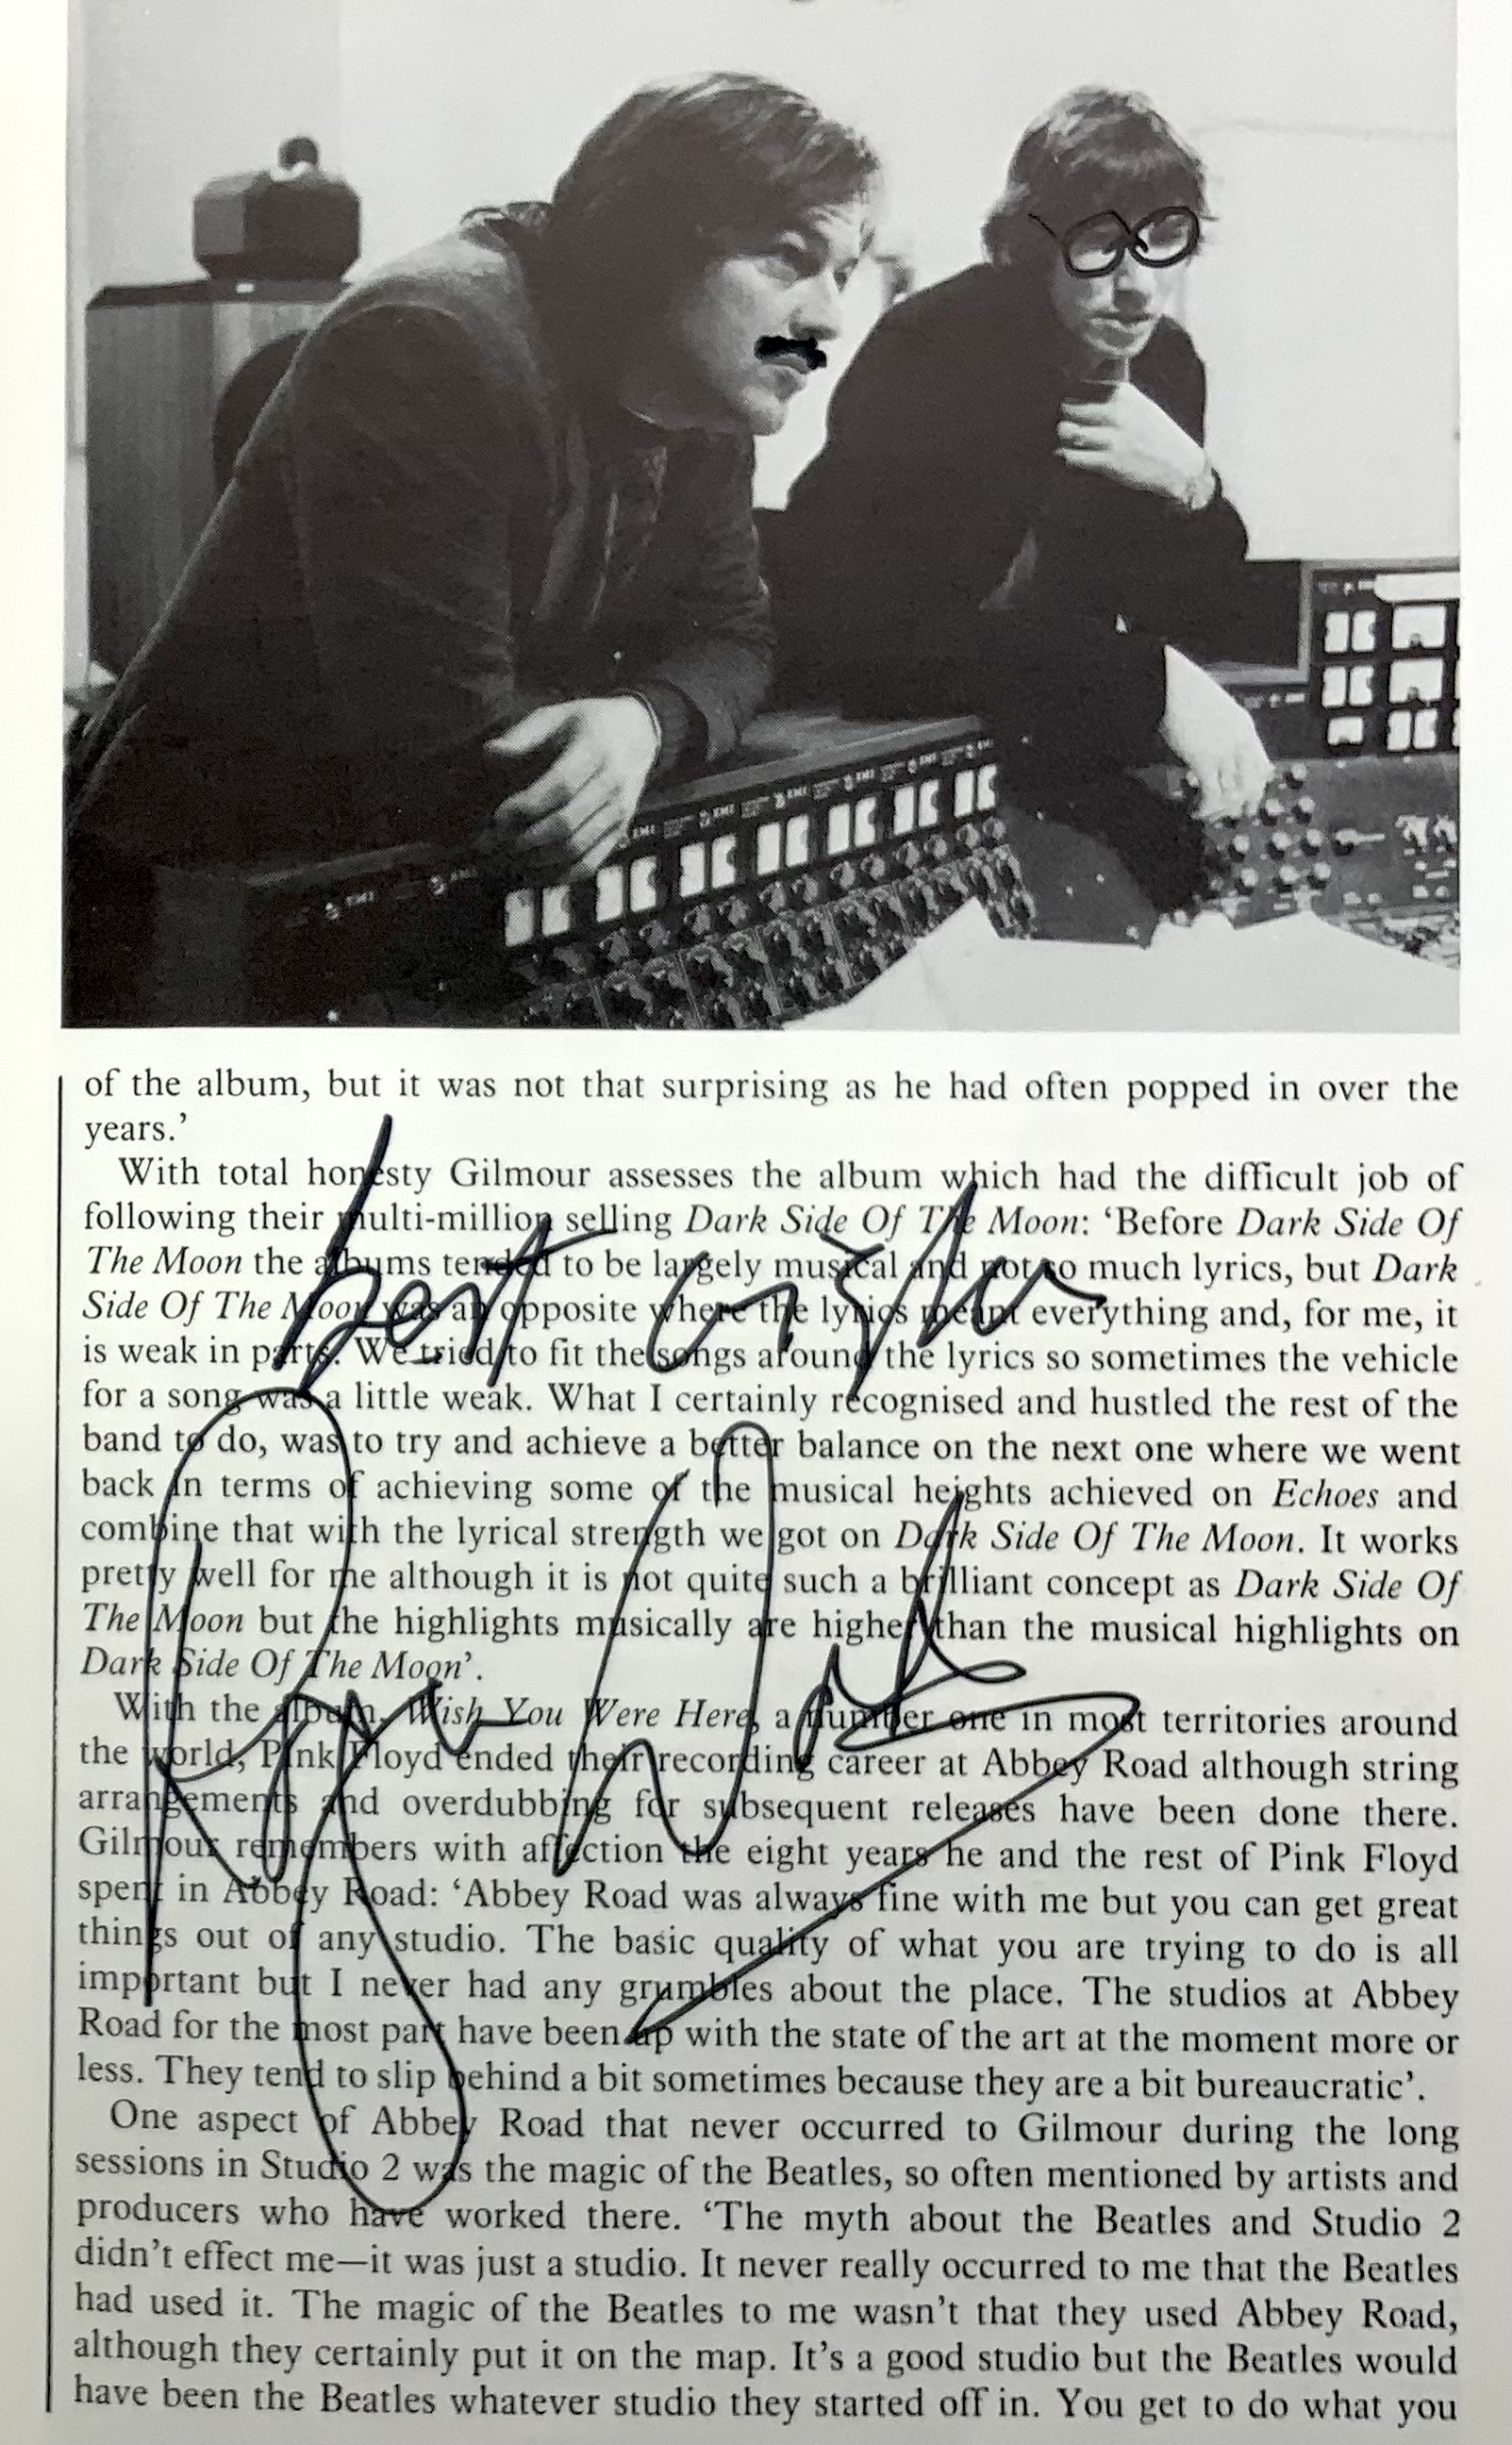 of the album, but it was not that surprising as he had often popped in over the
years.’
With total honesty Gilmour assesses the album which had the difficult job of
following their multi-million selling Dark Side Of The Moon: ‘Before Dark Side Of
The Moon the albums tended to be largely musical and not so much lyrics, but Dark
Side Of The Moon was an opposite where the lyrics meant everything and, for me, it
is weak in parts. We tried to fit the songs around the lyrics so sometimes the vehicle
for a song was a little weak. What I certainly recognised and hustled the rest of the
band to do, was to try and achieve a better balance on the next one where we went
back in terms of achieving some of the musical heights achieved on Echoes and
combine that with the lyrical strength we got on Dark Side Of The Moon. It works
pretty well for me although it is not quite such a brilliant concept as Dark Side Of
The Moon but the highlights musically are higher than the musical highlights on
Dark Side Of The Moon’.
With the album, Wish You Were Here, a number one in most territories around
the world, Pink Floyd ended their recording career at Abbey Road although string
arrangements and overdubbing for subsequent releases have been done there.
Gilmour remembers with affection the eight years he and the rest of Pink Floyd
spent in Abbey Road: ‘Abbey Road was always fine with me but you can get great
things out of any studio. The basic quality of what you are trying to do is all
important but I never had any grumbles about the place. The studios at Abbey
Road for the most part have been up with the state of the art at the moment more or
less. They tend to slip behind a bit sometimes because they are a bit bureaucratic’.
One aspect of Abbey Road that never occurred to Gilmour during the long
sessions in Studio 2 was the magic of the Beatles, so often mentioned by artists and
producers who have worked there. ‘The myth about the Beatles and Studio 2
didn’t effect me—it was just a studio. It never really occurred to me that the Beatles
had used it. The magic of the Beatles to me wasn’t that they used Abbey Road,
although they certainly put it on the map. It’s a good studio but the Beatles would
have been the Beatles whatever studio they started off in. You get to do what you
best wishes